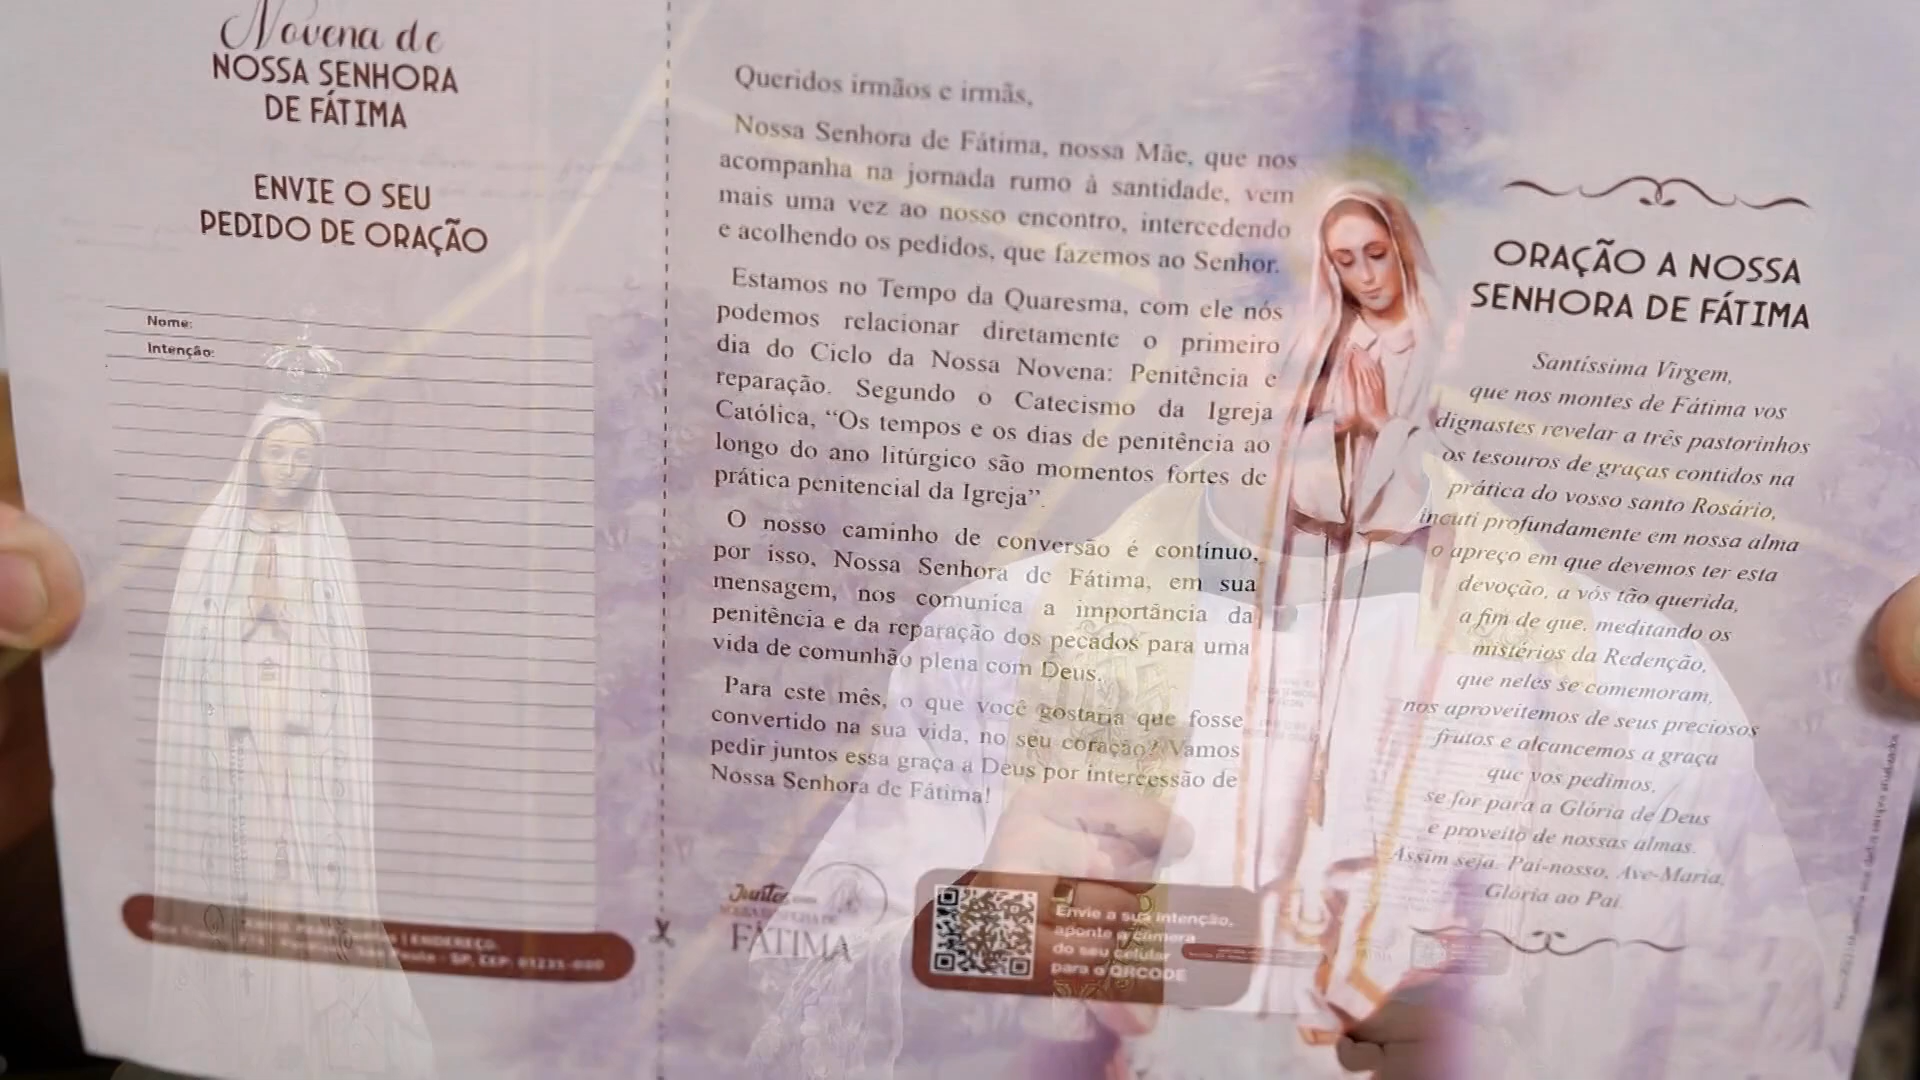 Novena de
NOSSA SENHORA
DE FÁTIMA
ENVIE O SEU
PEDIDO DE ORAÇÃO
Nome:
Intenção:
Queridos irmãos e irmãs,
Nossa Senhora de Fátima, nossa Mãe, que nos
acompanha na jornada rumo à santidade, vem
mais uma vez ao nosso encontro, intercedendo
e acolhendo os pedidos, que fazemos ao Senhor.
Estamos no Tempo da Quaresma, com ele nós
podemos relacionar diretamente o primeiro
dia do Ciclo da Nossa Novena: Penitência e
reparação. Segundo o Catecismo da Igreja
Católica, “Os tempos e os dias de penitência ao
longo do ano litúrgico são momentos fortes de
prática penitencial da Igreja”.
O nosso caminho de conversão é contínuo,
por isso, Nossa Senhora de Fátima, em sua
mensagem, nos comunica a importância da
penitência e da reparação dos pecados para uma
vida de comunhão plena com Deus.
Para este mês, o que você gostaria que fosse
convertido na sua vida, no seu coração? Vamos
pedir juntos essa graça a Deus por intercessão de
Nossa Senhora de Fátima!
Juntos com
NOSSA SENHORA DE
FÁTIMA
Envie a sua intenção,
aponte a câmera
do seu celular
para o QRCODE
ORAÇÃO A NOSSA
SENHORA DE FÁTIMA
Santíssima Virgem,
que nos montes de Fátima vos
dignastes revelar a três pastorinhos
os tesouros de graças contidos na
prática do vosso santo Rosário,
incuti profundamente em nossa alma
o apreço em que devemos ter esta
devoção, a vós tão querida,
a fim de que, meditando os
mistérios da Redenção,
que neles se comemoram,
nos aproveitemos de seus preciosos
frutos e alcancemos a graça
que vos pedimos,
se for para a Glória de Deus
e proveito de nossas almas.
Assim seja. Pai-nosso, Ave-Maria,
Glória ao Pai.